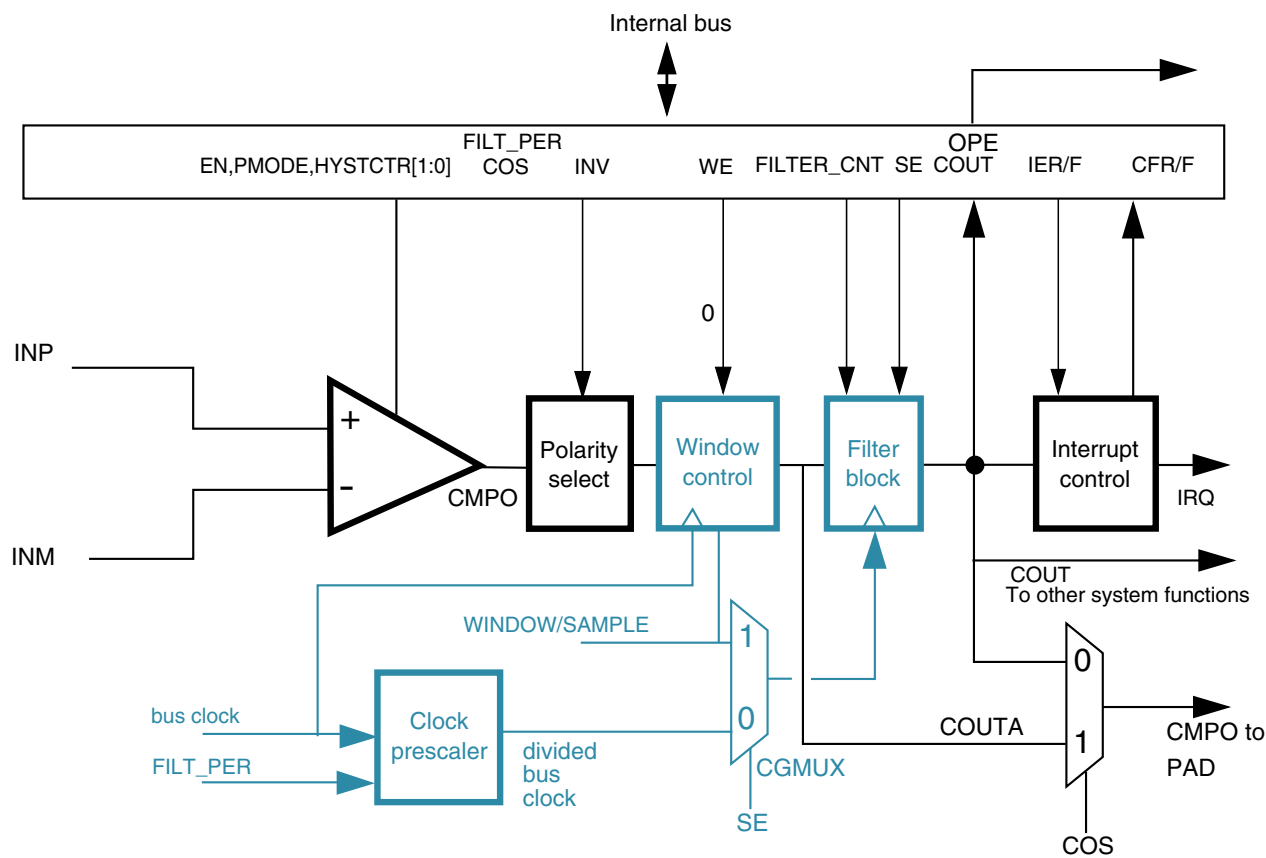 Internal bus
FILT_PER
OPE
EN,PMODE,HYSTCTR[1:0]
COS
INV
WE
FILTER_CNT
SE
COUT
IER/F
CFR/F
0
INP
+
-
INM
CMPO
Polarity
select
Window
control
Filter
block
Interrupt
control
IRQ
COUT
To other system functions
WINDOW/SAMPLE
1
0
bus clock
FILT_PER
Clock
prescaler
divided
bus
clock
CGMUX
SE
COUTA
0
1
CMPO to
PAD
COS